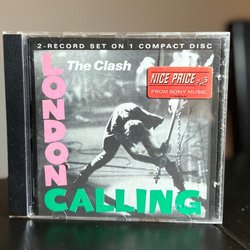 2-RECORD SET ON 1 COMPACT DISC
The Clash
NICE PRICE
FROM SONY MUSIC
LONDON
CALLING